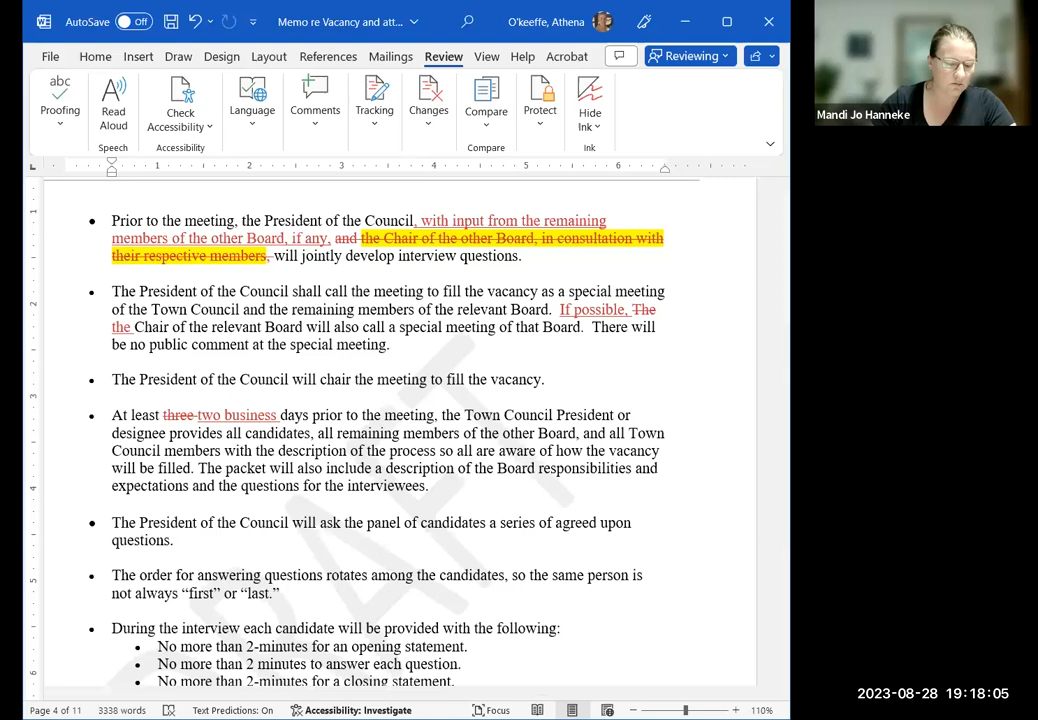 AutoSave Off Memo re Vacancy and att... O'keeffe, Athena
Mandi Jo Hanneke
File Home Insert Draw Design Layout References Mailings Review View Help Acrobat Reviewing
abc
Proofing Read Aloud Check Accessibility Language Comments Tracking Changes Compare Protect Hide Ink
Speech Accessibility Compare Ink
1 2 3 4 5 6
• Prior to the meeting, the President of the Council, with input from the remaining
members of the other Board, if any, and the Chair of the other Board, in consultation with
their respective members, will jointly develop interview questions.
• The President of the Council shall call the meeting to fill the vacancy as a special meeting
of the Town Council and the remaining members of the relevant Board. If possible, The
the Chair of the relevant Board will also call a special meeting of that Board. There will
be no public comment at the special meeting.
• The President of the Council will chair the meeting to fill the vacancy.
• At least three two business days prior to the meeting, the Town Council President or
designee provides all candidates, all remaining members of the other Board, and all Town
Council members with the description of the process so all are aware of how the vacancy
will be filled. The packet will also include a description of the Board responsibilities and
expectations and the questions for the interviewees.
• The President of the Council will ask the panel of candidates a series of agreed upon
questions.
• The order for answering questions rotates among the candidates, so the same person is
not always “first” or “last.”
• During the interview each candidate will be provided with the following:
• No more than 2-minutes for an opening statement.
• No more than 2 minutes to answer each question.
• No more than 2-minutes for a closing statement.
DRAFT
1
2
3
4
5
6
Page 4 of 11 3338 words Text Predictions: On Accessibility: Investigate Focus 110%
2023-08-28 19:18:05